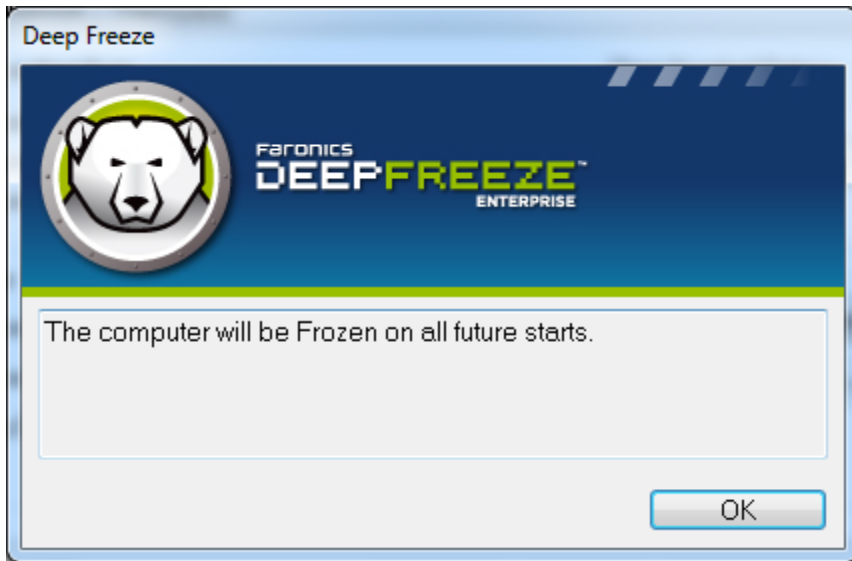 Deep Freeze
Faronics
DEEPFREEZE™
ENTERPRISE
The computer will be Frozen on all future starts.
OK